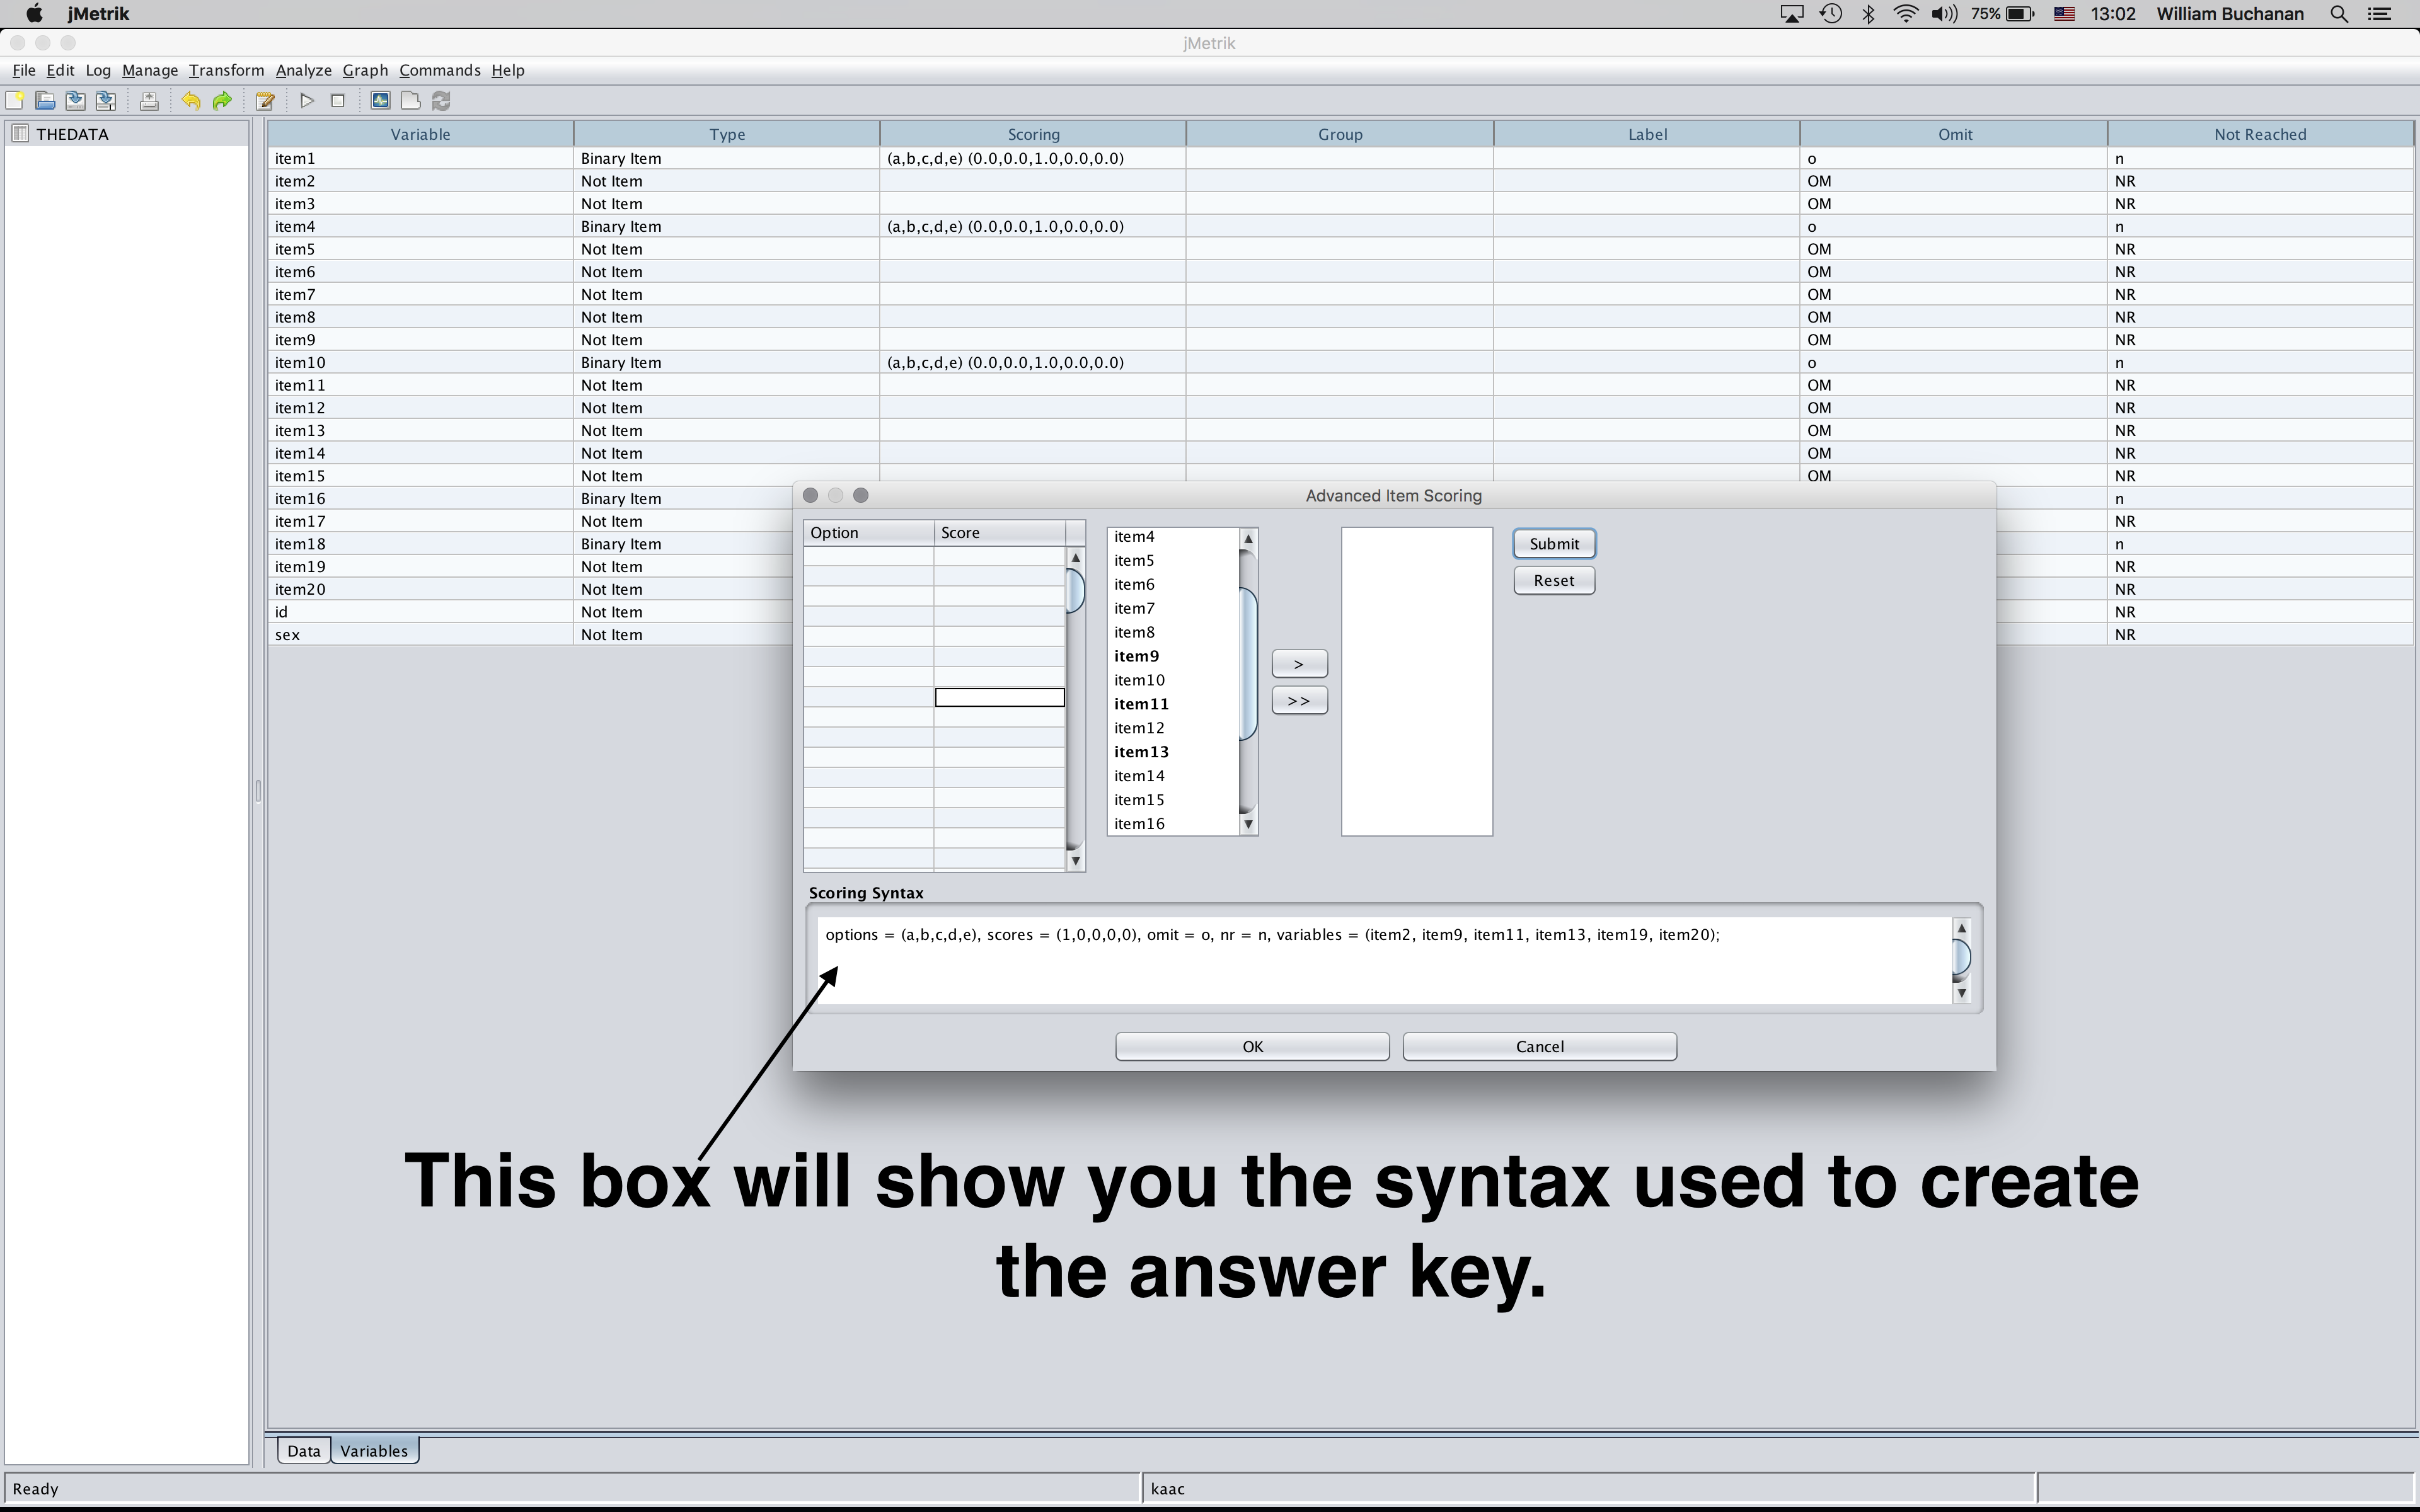 jMetrik 75% 13:02 William Buchanan
jMetrik
File Edit Log Manage Transform Analyze Graph Commands Help
THEDATA
Variable Type Scoring Group Label Omit Not Reached
item1 Binary Item (a,b,c,d,e) (0.0,0.0,1.0,0.0,0.0) o n
item2 Not Item OM NR
item3 Not Item OM NR
item4 Binary Item (a,b,c,d,e) (0.0,0.0,1.0,0.0,0.0) o n
item5 Not Item OM NR
item6 Not Item OM NR
item7 Not Item OM NR
item8 Not Item OM NR
item9 Not Item OM NR
item10 Binary Item (a,b,c,d,e) (0.0,0.0,1.0,0.0,0.0) o n
item11 Not Item OM NR
item12 Not Item OM NR
item13 Not Item OM NR
item14 Not Item OM NR
item15 Not Item OM NR
item16 Binary Item n
item17 Not Item NR
item18 Binary Item n
item19 Not Item NR
item20 Not Item NR
id Not Item NR
sex Not Item NR
Advanced Item Scoring
Option Score
item4
item5
item6
item7
item8
item9
item10
item11
item12
item13
item14
item15
item16
>
>>
Submit
Reset
Scoring Syntax
options = (a,b,c,d,e), scores = (1,0,0,0,0), omit = o, nr = n, variables = (item2, item9, item11, item13, item19, item20);
OK Cancel
This box will show you the syntax used to create
the answer key.
Data Variables
Ready kaac